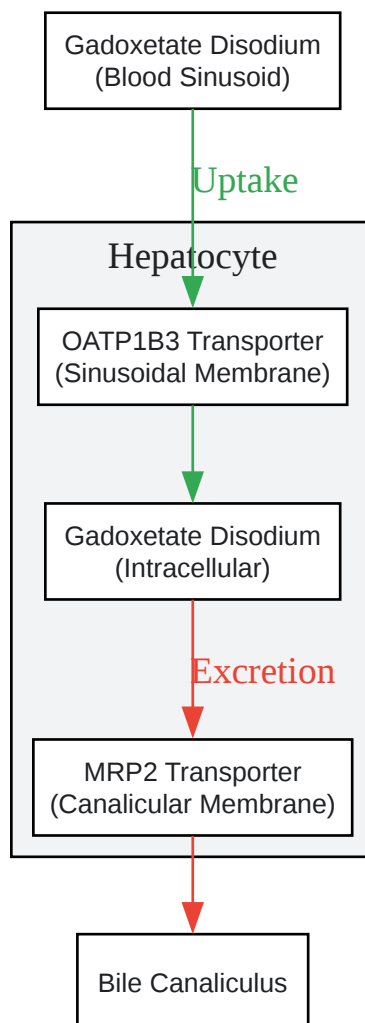 Gadoxetate Disodium
(Blood Sinusoid)
Uptake
Hepatocyte
OATP1B3 Transporter
(Sinusoidal Membrane)
Gadoxetate Disodium
(Intracellular)
Excretion
MRP2 Transporter
(Canalicular Membrane)
Bile Canaliculus